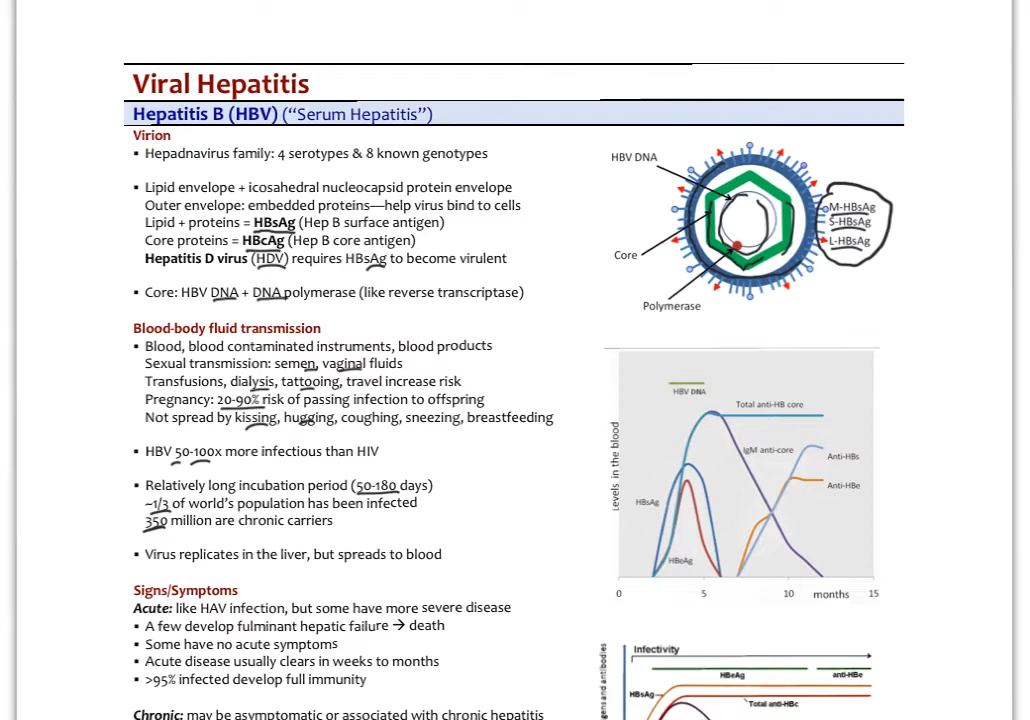 Viral Hepatitis
Hepatitis B (HBV) (“Serum Hepatitis”)
Virion
▪ Hepadnavirus family: 4 serotypes & 8 known genotypes
▪ Lipid envelope + icosahedral nucleocapsid protein envelope
Outer envelope: embedded proteins—help virus bind to cells
Lipid + proteins = HBsAg (Hep B surface antigen)
Core proteins = HBcAg (Hep B core antigen)
Hepatitis D virus (HDV) requires HBsAg to become virulent
▪ Core: HBV DNA + DNA polymerase (like reverse transcriptase)
Blood-body fluid transmission
▪ Blood, blood contaminated instruments, blood products
Sexual transmission: semen, vaginal fluids
Transfusions, dialysis, tattooing, travel increase risk
Pregnancy: 20-90% risk of passing infection to offspring
Not spread by kissing, hugging, coughing, sneezing, breastfeeding
▪ HBV 50-100x more infectious than HIV
▪ Relatively long incubation period (50-180 days)
~1/3 of world’s population has been infected
350 million are chronic carriers
▪ Virus replicates in the liver, but spreads to blood
Signs/Symptoms
Acute: like HAV infection, but some have more severe disease
▪ A few develop fulminant hepatic failure → death
▪ Some have no acute symptoms
▪ Acute disease usually clears in weeks to months
▪ >95% infected develop full immunity
Chronic: may be asymptomatic or associated with chronic hepatitis
HBV DNA
M-HBsAg
S-HBsAg
L-HBsAg
Core
Polymerase
HBV DNA
Total anti-HB core
IgM anti-core
Anti-HBs
Anti-HBe
HBsAg
HBeAg
Levels in the blood
0 5 10 months 15
Infectivity
HBeAg
anti-HBe
HBsAg
Total anti-HBc
gens and antibodies